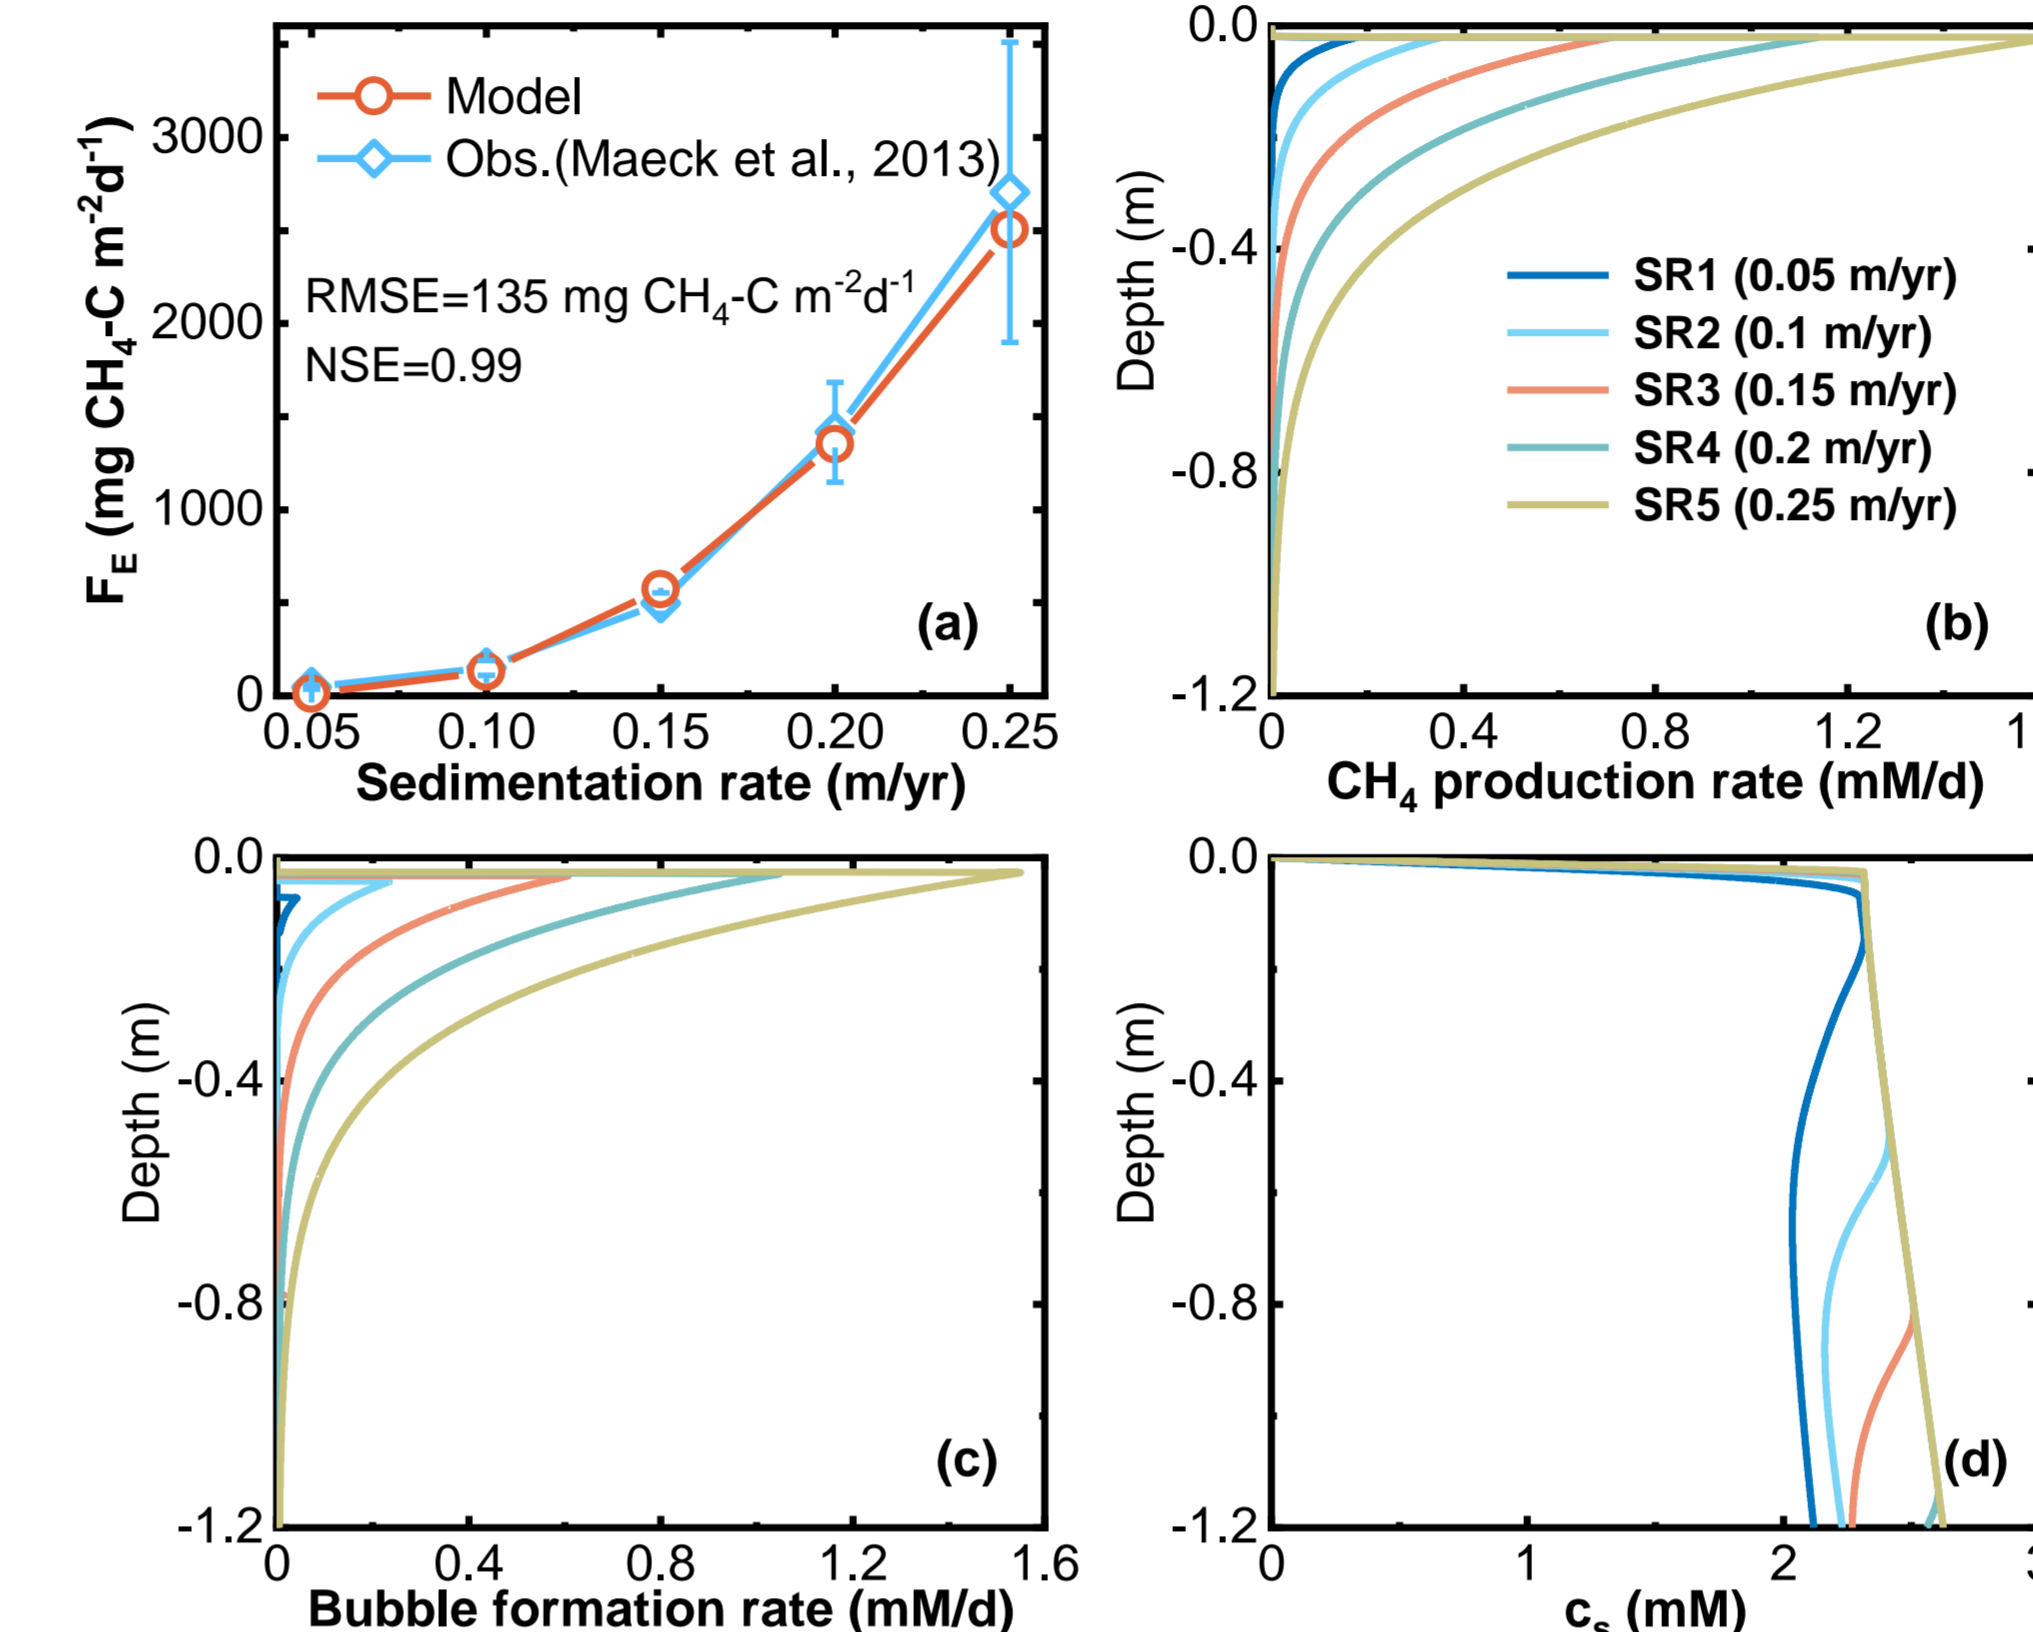 Model
Obs.(Maeck et al., 2013)
RMSE=135 mg CH₄-C m⁻²d⁻¹
NSE=0.99
(a)
F_E (mg CH₄-C m⁻²d⁻¹)
3000
2000
1000
0
0.05 0.10 0.15 0.20 0.25
Sedimentation rate (m/yr)
0.0
-0.4
-0.8
-1.2
Depth (m)
SR1 (0.05 m/yr)
SR2 (0.1 m/yr)
SR3 (0.15 m/yr)
SR4 (0.2 m/yr)
SR5 (0.25 m/yr)
(b)
0 0.4 0.8 1.2
CH₄ production rate (mM/d)
0.0
-0.4
-0.8
-1.2
Depth (m)
(c)
0 0.4 0.8 1.2 1.6
Bubble formation rate (mM/d)
0.0
-0.4
-0.8
-1.2
Depth (m)
(d)
0 1 2
cₛ (mM)